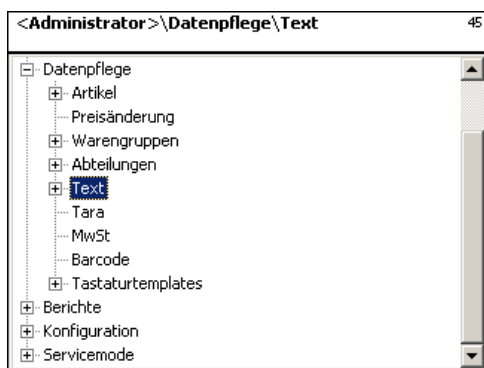 <Administrator>\Datenpflege\Text 45
Datenpflege
Artikel
Preisänderung
Warengruppen
Abteilungen
Text
Tara
MwSt
Barcode
Tastaturtemplates
Berichte
Konfiguration
Servicemode